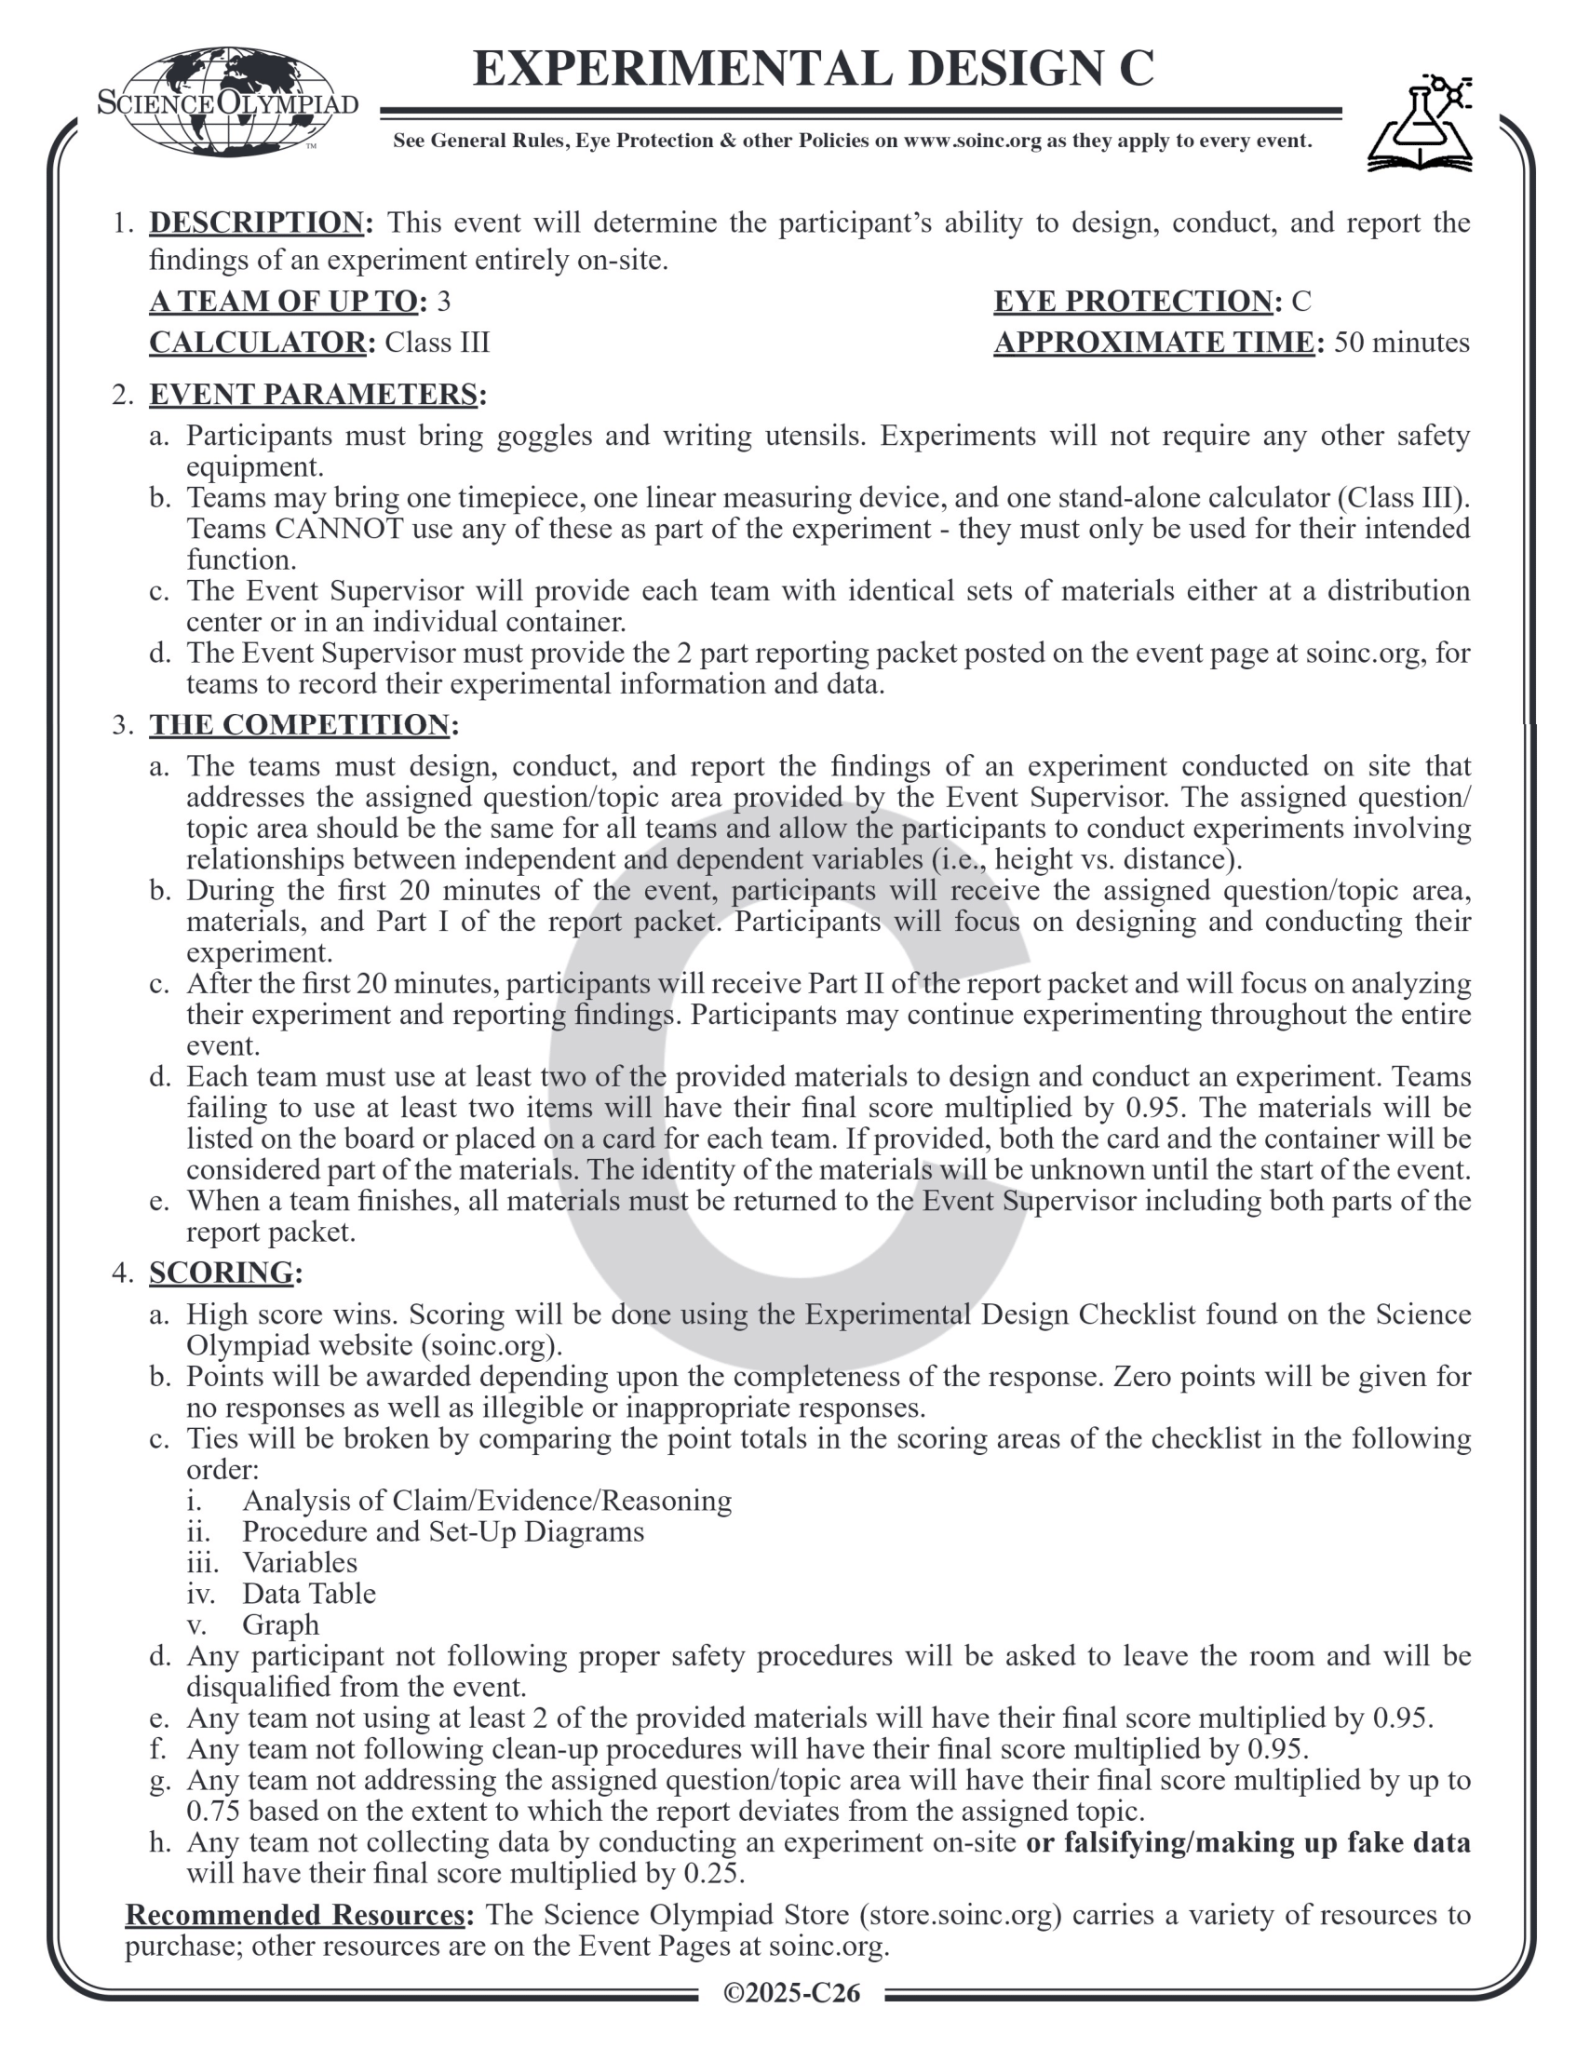 SCIENCE OLYMPIAD
TM
EXPERIMENTAL DESIGN C
See General Rules, Eye Protection & other Policies on www.soinc.org as they apply to every event.
1. DESCRIPTION: This event will determine the participant’s ability to design, conduct, and report the
findings of an experiment entirely on-site.
A TEAM OF UP TO: 3 EYE PROTECTION: C
CALCULATOR: Class III APPROXIMATE TIME: 50 minutes
2. EVENT PARAMETERS:
a. Participants must bring goggles and writing utensils. Experiments will not require any other safety
equipment.
b. Teams may bring one timepiece, one linear measuring device, and one stand-alone calculator (Class III).
Teams CANNOT use any of these as part of the experiment - they must only be used for their intended
function.
c. The Event Supervisor will provide each team with identical sets of materials either at a distribution
center or in an individual container.
d. The Event Supervisor must provide the 2 part reporting packet posted on the event page at soinc.org, for
teams to record their experimental information and data.
3. THE COMPETITION:
a. The teams must design, conduct, and report the findings of an experiment conducted on site that
addresses the assigned question/topic area provided by the Event Supervisor. The assigned question/
topic area should be the same for all teams and allow the participants to conduct experiments involving
relationships between independent and dependent variables (i.e., height vs. distance).
b. During the first 20 minutes of the event, participants will receive the assigned question/topic area,
materials, and Part I of the report packet. Participants will focus on designing and conducting their
experiment.
c. After the first 20 minutes, participants will receive Part II of the report packet and will focus on analyzing
their experiment and reporting findings. Participants may continue experimenting throughout the entire
event.
d. Each team must use at least two of the provided materials to design and conduct an experiment. Teams
failing to use at least two items will have their final score multiplied by 0.95. The materials will be
listed on the board or placed on a card for each team. If provided, both the card and the container will be
considered part of the materials. The identity of the materials will be unknown until the start of the event.
e. When a team finishes, all materials must be returned to the Event Supervisor including both parts of the
report packet.
4. SCORING:
a. High score wins. Scoring will be done using the Experimental Design Checklist found on the Science
Olympiad website (soinc.org).
b. Points will be awarded depending upon the completeness of the response. Zero points will be given for
no responses as well as illegible or inappropriate responses.
c. Ties will be broken by comparing the point totals in the scoring areas of the checklist in the following
order:
i. Analysis of Claim/Evidence/Reasoning
ii. Procedure and Set-Up Diagrams
iii. Variables
iv. Data Table
v. Graph
d. Any participant not following proper safety procedures will be asked to leave the room and will be
disqualified from the event.
e. Any team not using at least 2 of the provided materials will have their final score multiplied by 0.95.
f. Any team not following clean-up procedures will have their final score multiplied by 0.95.
g. Any team not addressing the assigned question/topic area will have their final score multiplied by up to
0.75 based on the extent to which the report deviates from the assigned topic.
h. Any team not collecting data by conducting an experiment on-site or falsifying/making up fake data
will have their final score multiplied by 0.25.
Recommended Resources: The Science Olympiad Store (store.soinc.org) carries a variety of resources to
purchase; other resources are on the Event Pages at soinc.org.
©2025-C26
C